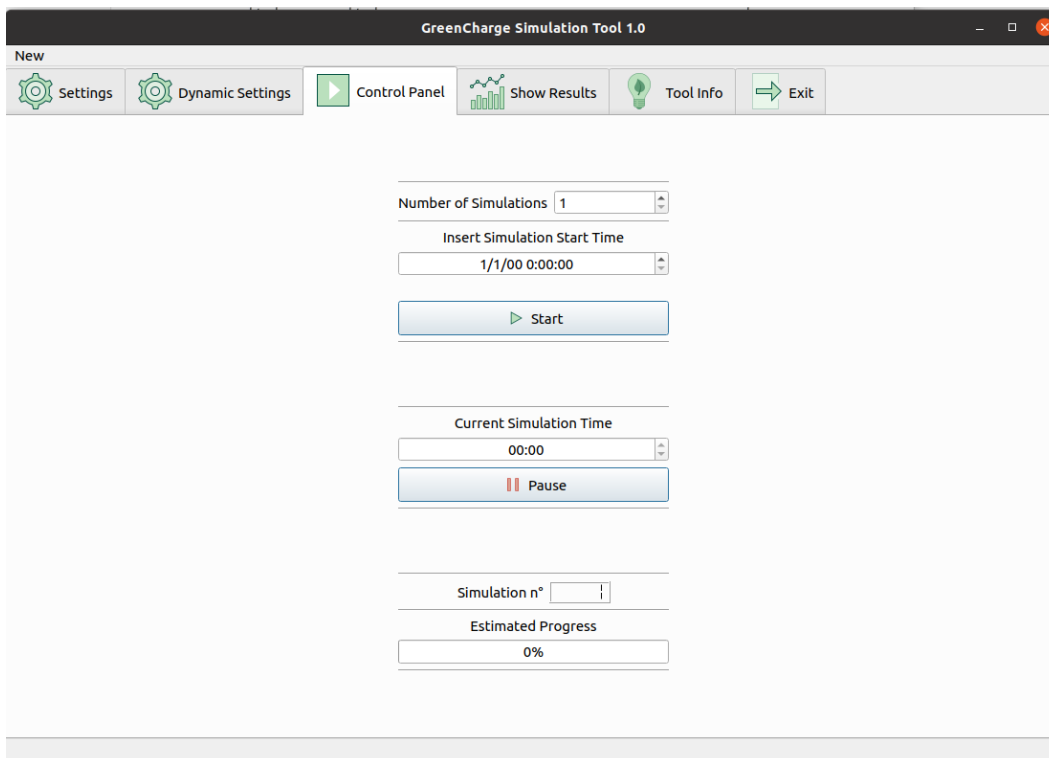 GreenCharge Simulation Tool 1.0
New
Settings Dynamic Settings Control Panel Show Results Tool Info Exit
Number of Simulations 1
Insert Simulation Start Time
1/1/00 0:00:00
Start
Current Simulation Time
00:00
Pause
Simulation n°
Estimated Progress
0%